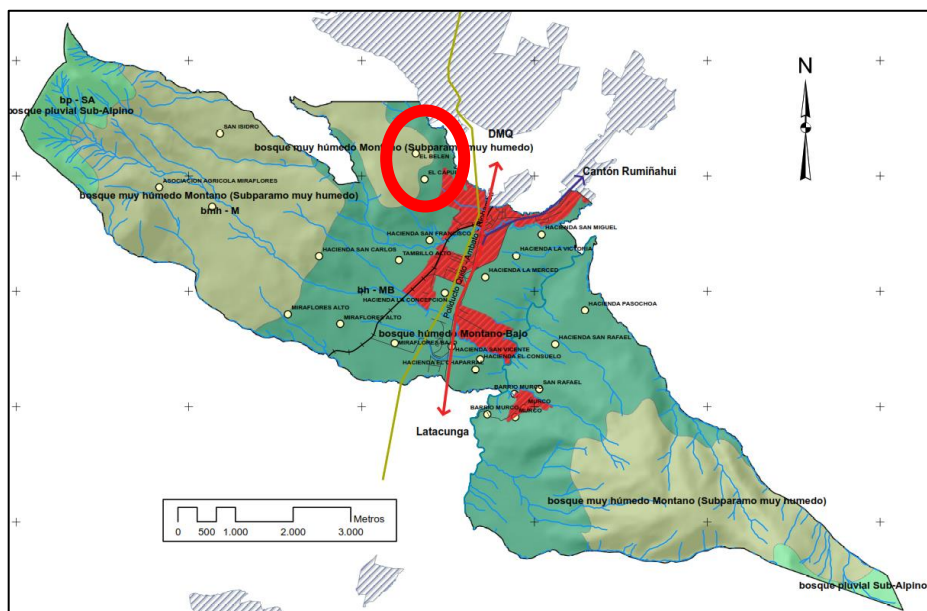 N
bp - SA
bosque pluvial Sub-Alpino
SAN ISIDRO
DMQ
bosque muy húmedo Montano (Subparamo muy humedo)
EL BELEN
EL CAPULI
Cantón Rumiñahui
ASOCIACION AGRICOLA MIRAFLORES
bosque muy húmedo Montano (Subparamo muy humedo)
bmh - M
HACIENDA SAN FRANCISCO
HACIENDA SAN MIGUEL
HACIENDA SAN CARLOS
TAMBILLO ALTO
HACIENDA LA VICTORIA
HACIENDA LA MERCED
bh - MB
HACIENDA LA CONCEPCION
Poliducto Quito - Ambato -
HACIENDA PASOCHOA
MIRAFLORES ALTO
MIRAFLORES ALTO
bosque húmedo Montano-Bajo
MIRAFLORES BAJO
HACIENDA SAN VICENTE
HACIENDA SAN RAFAEL
HACIENDA EL CONSUELO
HACIENDA EL CHAPARRAL
BARRIO MURCO
SAN RAFAEL
MURCO
BARRIO MURCO
MURCO
Latacunga
bosque muy húmedo Montano (Subparamo muy humedo)
Metros
0 500 1.000 2.000 3.000
bosque pluvial Sub-Alpino